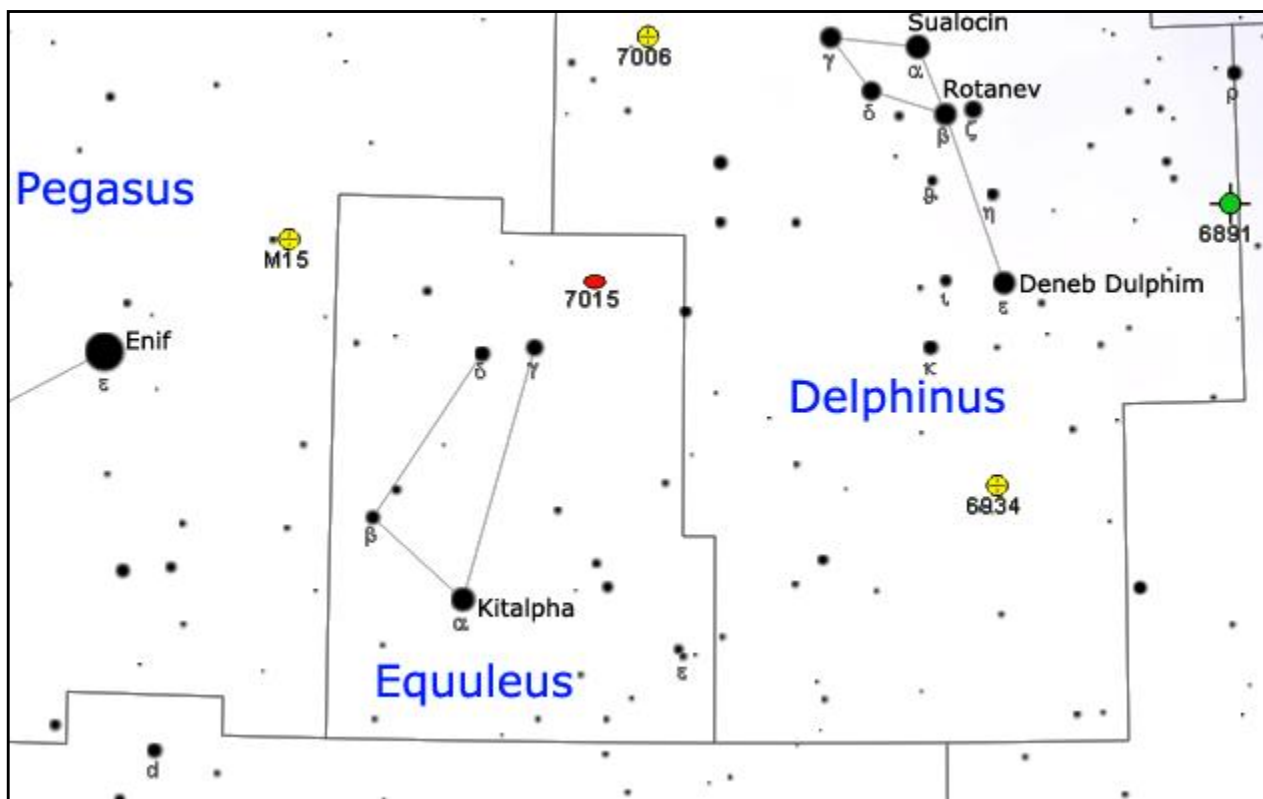 Sualocin
7006
γ
α
Rotanev
ρ
δ
β
ζ
Pegasus
η
6891
M15
7015
ι
Deneb Dulphim
ε
Enif
δ
γ
κ
ε
Delphinus
6934
β
Kitalpha
α
Equuleus
ε
d